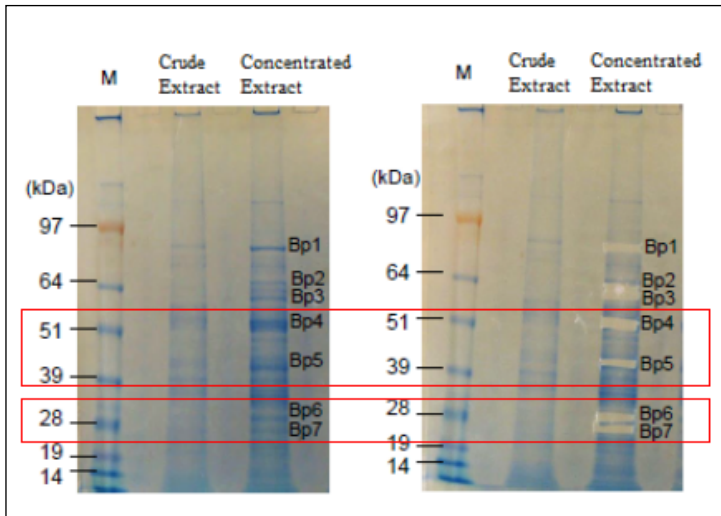 M Crude Extract Concentrated Extract
(kDa)
97
64
51
39
28
19
14
Bp1
Bp2
Bp3
Bp4
Bp5
Bp6
Bp7
M Crude Extract Concentrated Extract
(kDa)
97
64
51
39
28
19
14
Bp1
Bp2
Bp3
Bp4
Bp5
Bp6
Bp7